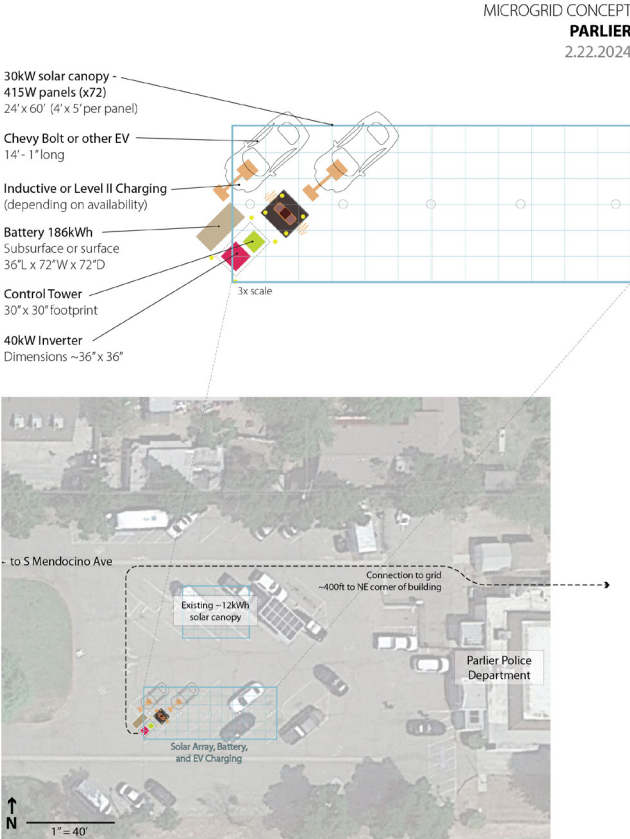 MICROGRID CONCEPT
PARLIER
2.22.2024
30kW solar canopy -
415W panels (x72)
24' x 60' (4' x 5' per panel)
Chevy Bolt or other EV
14' - 1" long
Inductive or Level II Charging
(depending on availability)
Battery 186kWh
Subsurface or surface
36"L x 72"W x 72"D
Control Tower
30" x 30" footprint
40kW Inverter
Dimensions ~36" x 36"
3x scale
to S Mendocino Ave
Connection to grid
~400ft to NE corner of building
Existing ~12kWh
solar canopy
Parlier Police
Department
Solar Array, Battery,
and EV Charging
N
1" = 40'